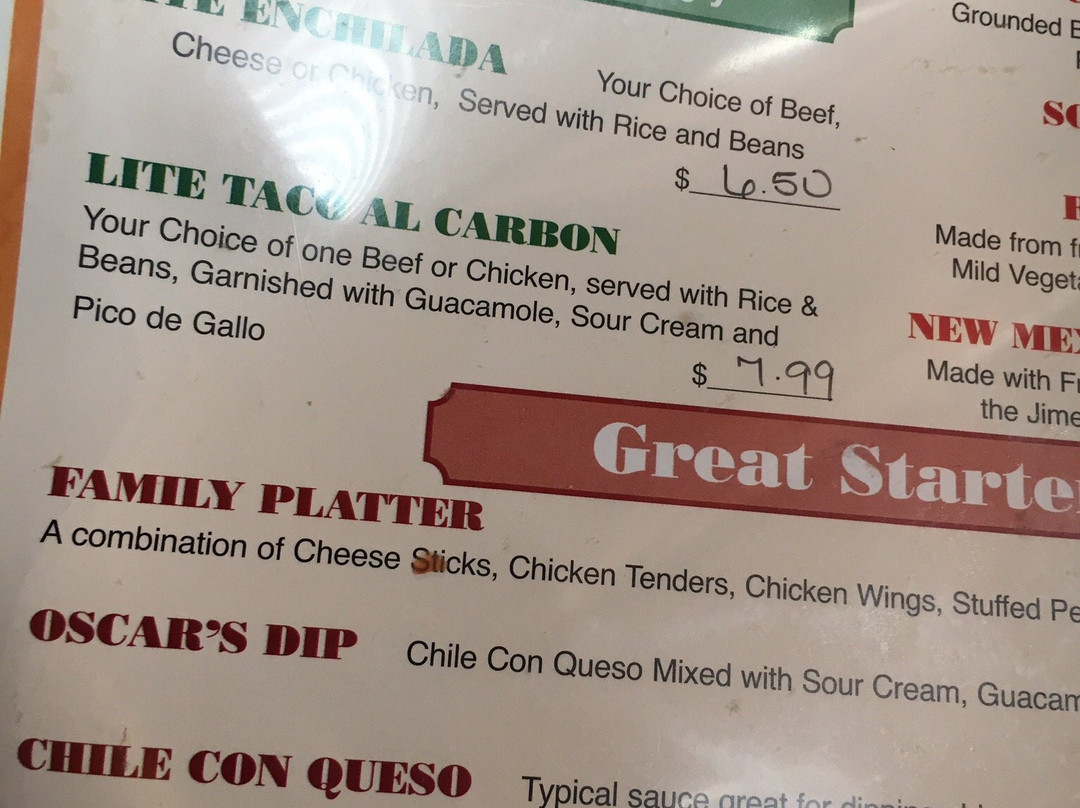 ENCHILADA
Your Choice of Beef,
Cheese or Chicken, Served with Rice and Beans
$ 6.50
LITE TACO AL CARBON
Your Choice of one Beef or Chicken, served with Rice &
Beans, Garnished with Guacamole, Sour Cream and
Pico de Gallo
$ 7.99
Great Starte
FAMILY PLATTER
A combination of Cheese Sticks, Chicken Tenders, Chicken Wings, Stuffed Pe
OSCAR'S DIP Chile Con Queso Mixed with Sour Cream, Guacam
CHILE CON QUESO Typical sauce great for
Grounded
Made from
Mild Veget
NEW ME
Made with
the Jime